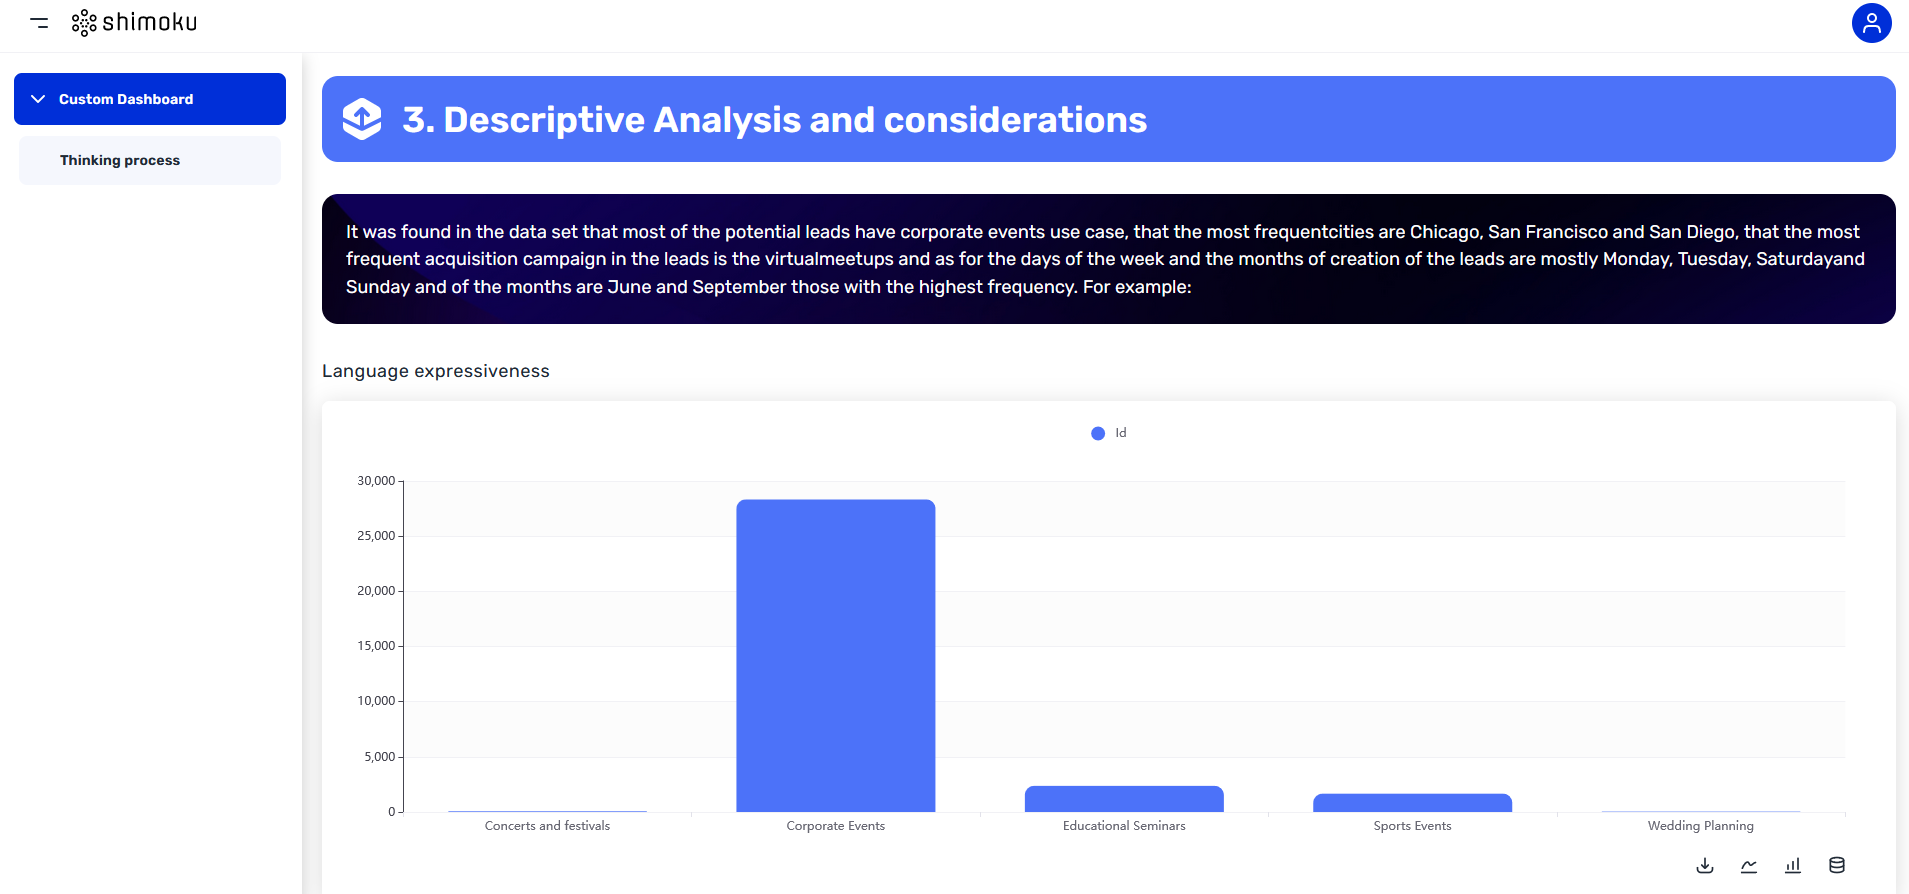 shimoku
Custom Dashboard
Thinking process
3. Descriptive Analysis and considerations
It was found in the data set that most of the potential leads have corporate events use case, that the most frequentcities are Chicago, San Francisco and San Diego, that the most
frequent acquisition campaign in the leads is the virtualmeetups and as for the days of the week and the months of creation of the leads are mostly Monday, Tuesday, Saturdayand
Sunday and of the months are June and September those with the highest frequency. For example:
Language expressiveness
Id
30,000
25,000
20,000
15,000
10,000
5,000
0
Concerts and festivals
Corporate Events
Educational Seminars
Sports Events
Wedding Planning